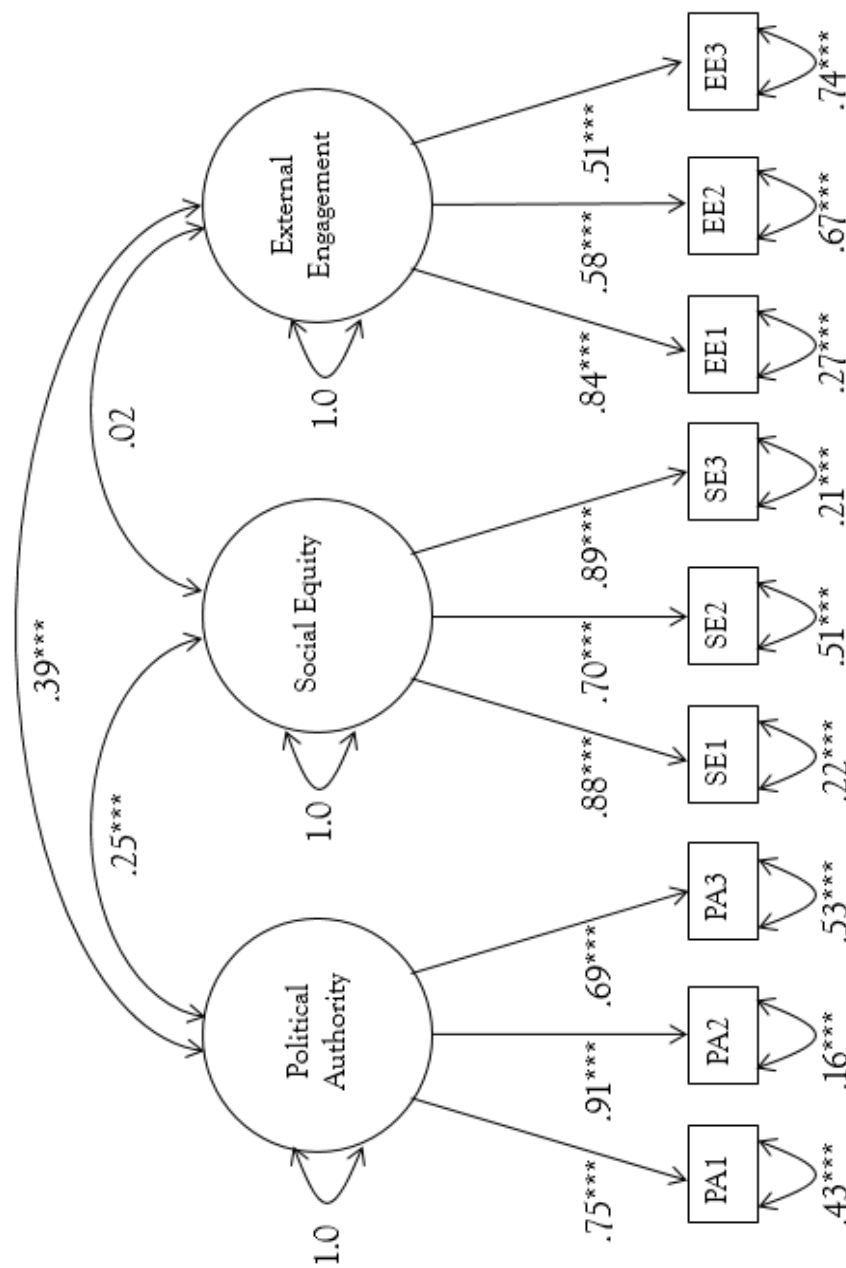 .39***
.25***
.02
1.0
Political
Authority
1.0
Social Equity
1.0
External
Engagement
.75***
.91***
.69***
.88***
.70***
.89***
.84***
.58***
.51***
PA1
PA2
PA3
SE1
SE2
SE3
EE1
EE2
EE3
.43***
.16***
.53***
.22***
.51***
.21***
.27***
.67***
.74***